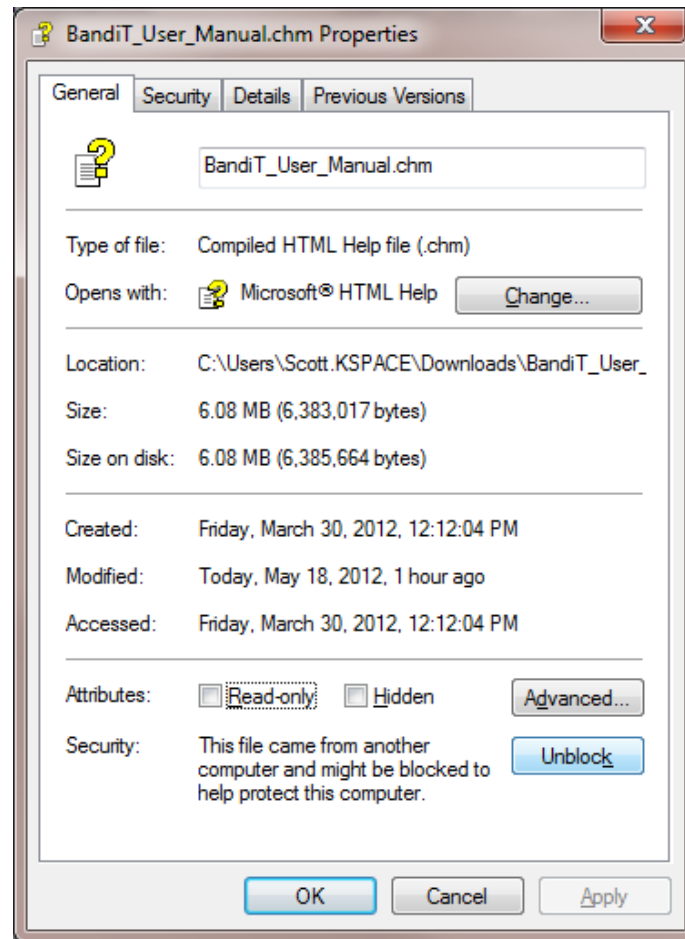 BandiT_User_Manual.chm Properties
General Security Details Previous Versions
BandiT_User_Manual.chm
Type of file: Compiled HTML Help file (.chm)
Opens with: Microsoft® HTML Help Change...
Location: C:\Users\Scott.KSPACE\Downloads\BandiT_User_
Size: 6.08 MB (6,383,017 bytes)
Size on disk: 6.08 MB (6,385,664 bytes)
Created: Friday, March 30, 2012, 12:12:04 PM
Modified: Today, May 18, 2012, 1 hour ago
Accessed: Friday, March 30, 2012, 12:12:04 PM
Attributes: Read-only Hidden Advanced...
Security: This file came from another Unblock
computer and might be blocked to
help protect this computer.
OK Cancel Apply